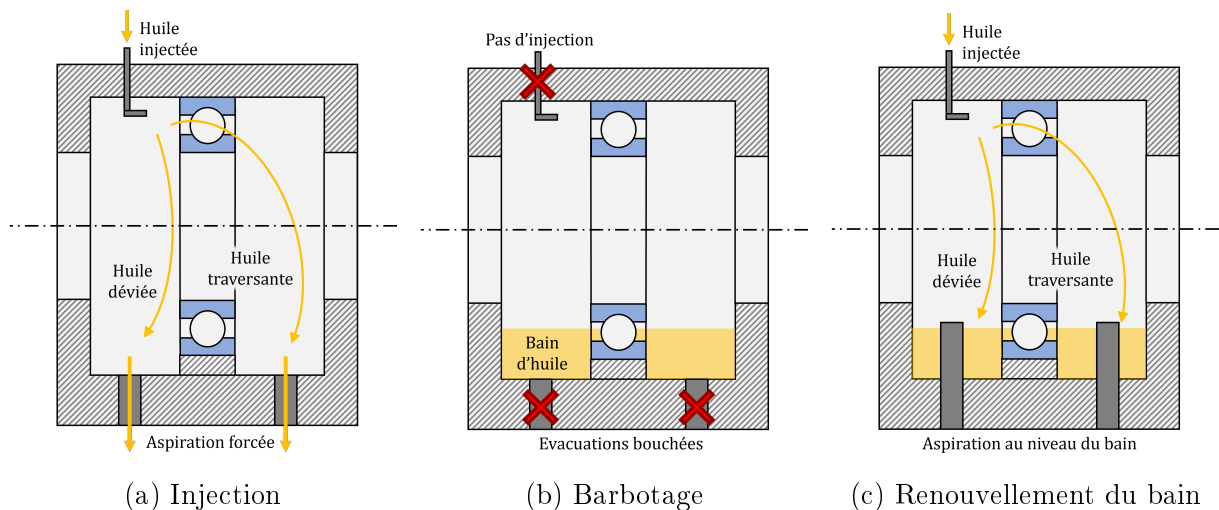 Huile
injectée
Huile
déviée
Huile
traversante
Aspiration forcée
(a) Injection
Pas d'injection
Bain
d'huile
Evacuations bouchées
(b) Barbotage
Huile
injectée
Huile
déviée
Huile
traversante
Aspiration au niveau du bain
(c) Renouvellement du bain